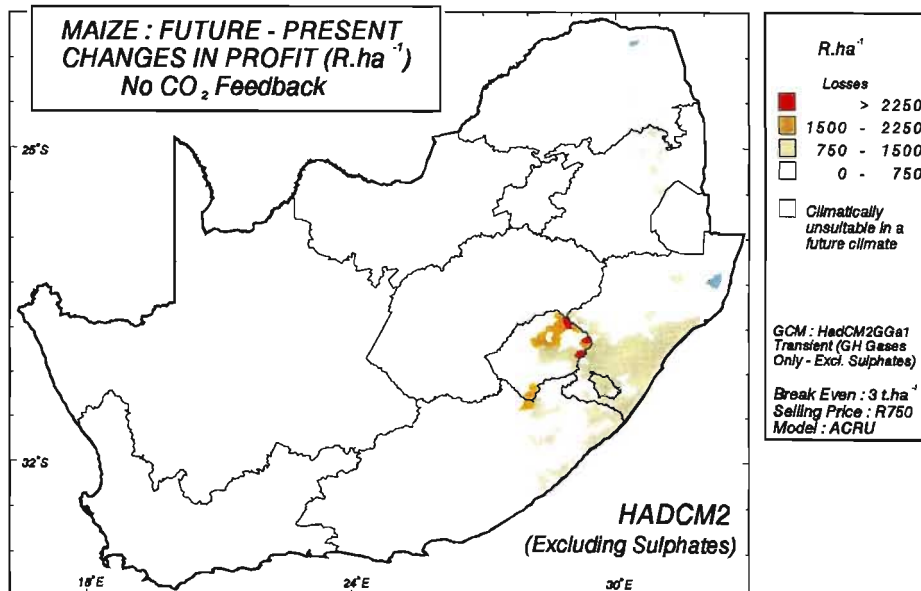 MAIZE : FUTURE - PRESENT
CHANGES IN PROFIT (R.ha⁻¹)
No CO₂ Feedback
25°S
32°S
18°E
24°E
30°E
HADCM2
(Excluding Sulphates)
R.ha⁻¹
Losses
> 2250
1500 - 2250
750 - 1500
0 - 750
Climatically
unsuitable in a
future climate
GCM : HadCM2GGa1
Transient (GH Gases
Only - Excl. Sulphates)
Break Even : 3 t.ha⁻¹
Selling Price : R750
Model : ACRU